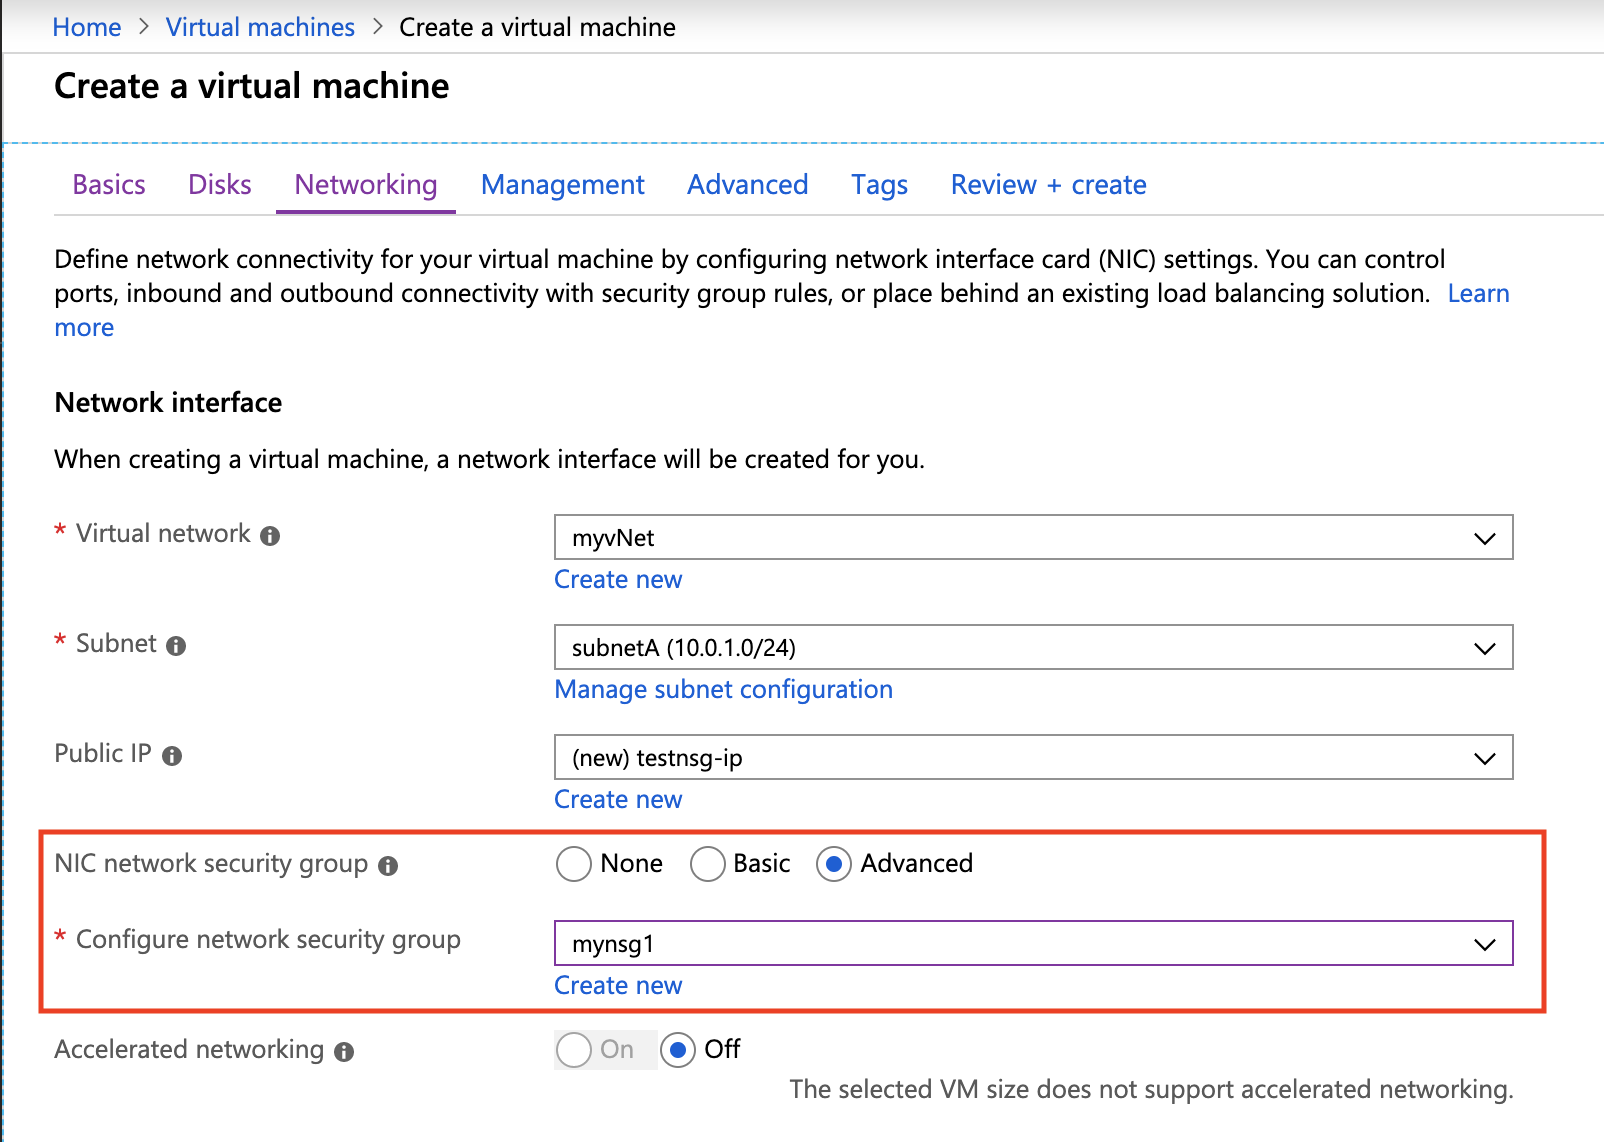 Home > Virtual machines > Create a virtual machine
Create a virtual machine
Basics Disks Networking Management Advanced Tags Review + create
Define network connectivity for your virtual machine by configuring network interface card (NIC) settings. You can control
ports, inbound and outbound connectivity with security group rules, or place behind an existing load balancing solution. Learn
more
Network interface
When creating a virtual machine, a network interface will be created for you.
* Virtual network
myvNet
Create new
* Subnet
subnetA (10.0.1.0/24)
Manage subnet configuration
Public IP
(new) testnsg-ip
Create new
NIC network security group
None Basic Advanced
* Configure network security group
mynsg1
Create new
Accelerated networking
On Off
The selected VM size does not support accelerated networking.